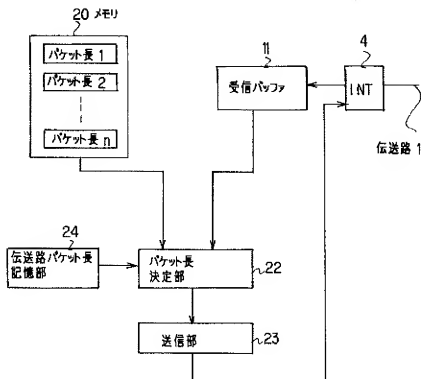 20 メモリ
パケット長 1
パケット長 2
パケット長 n
11
受信バッファ
4
INT
伝送路 1
24
伝送路パケット長
記憶部
パケット長
決定部
22
送信部
23